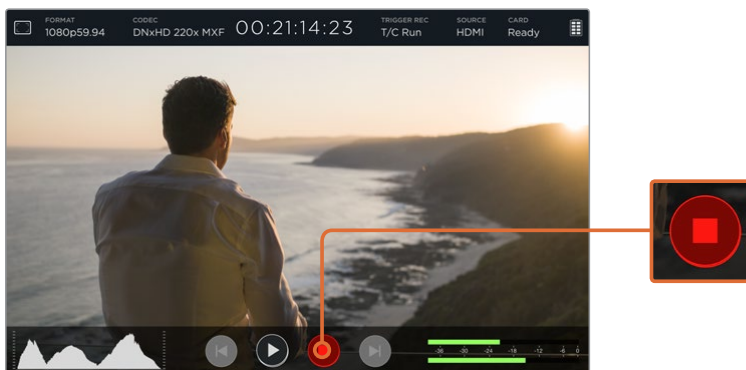 FORMAT
1080p59.94
CODEC
DNxHD 220x MXF
00:21:14:23
TRIGGER REC
T/C Run
SOURCE
HDMI
CARD
Ready
-36 -30 -24 -18 -12 -6 0